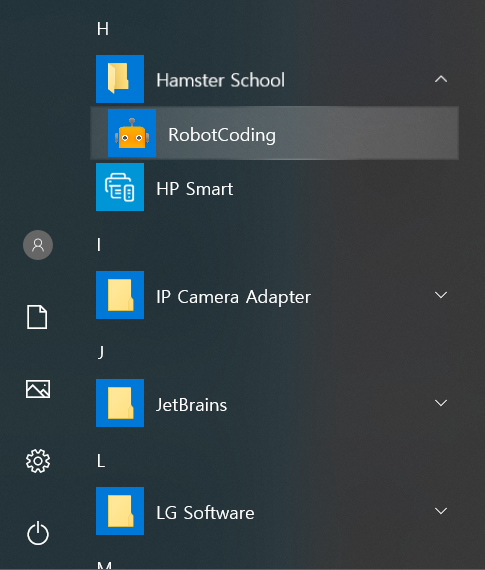 H
Hamster School
RobotCoding
HP Smart
I
IP Camera Adapter
J
JetBrains
L
LG Software
M